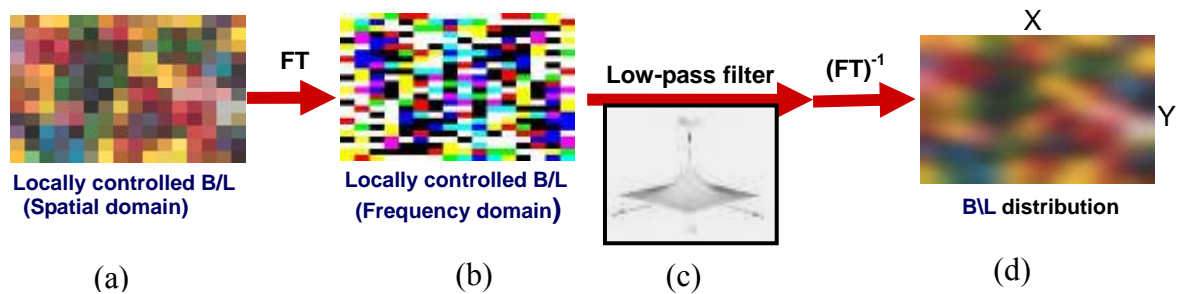 FT
Low-pass filter
(FT)-1
X
Y
Locally controlled B/L
(Spatial domain)
Locally controlled B/L
(Frequency domain)
B\L distribution
(a)
(b)
(c)
(d)